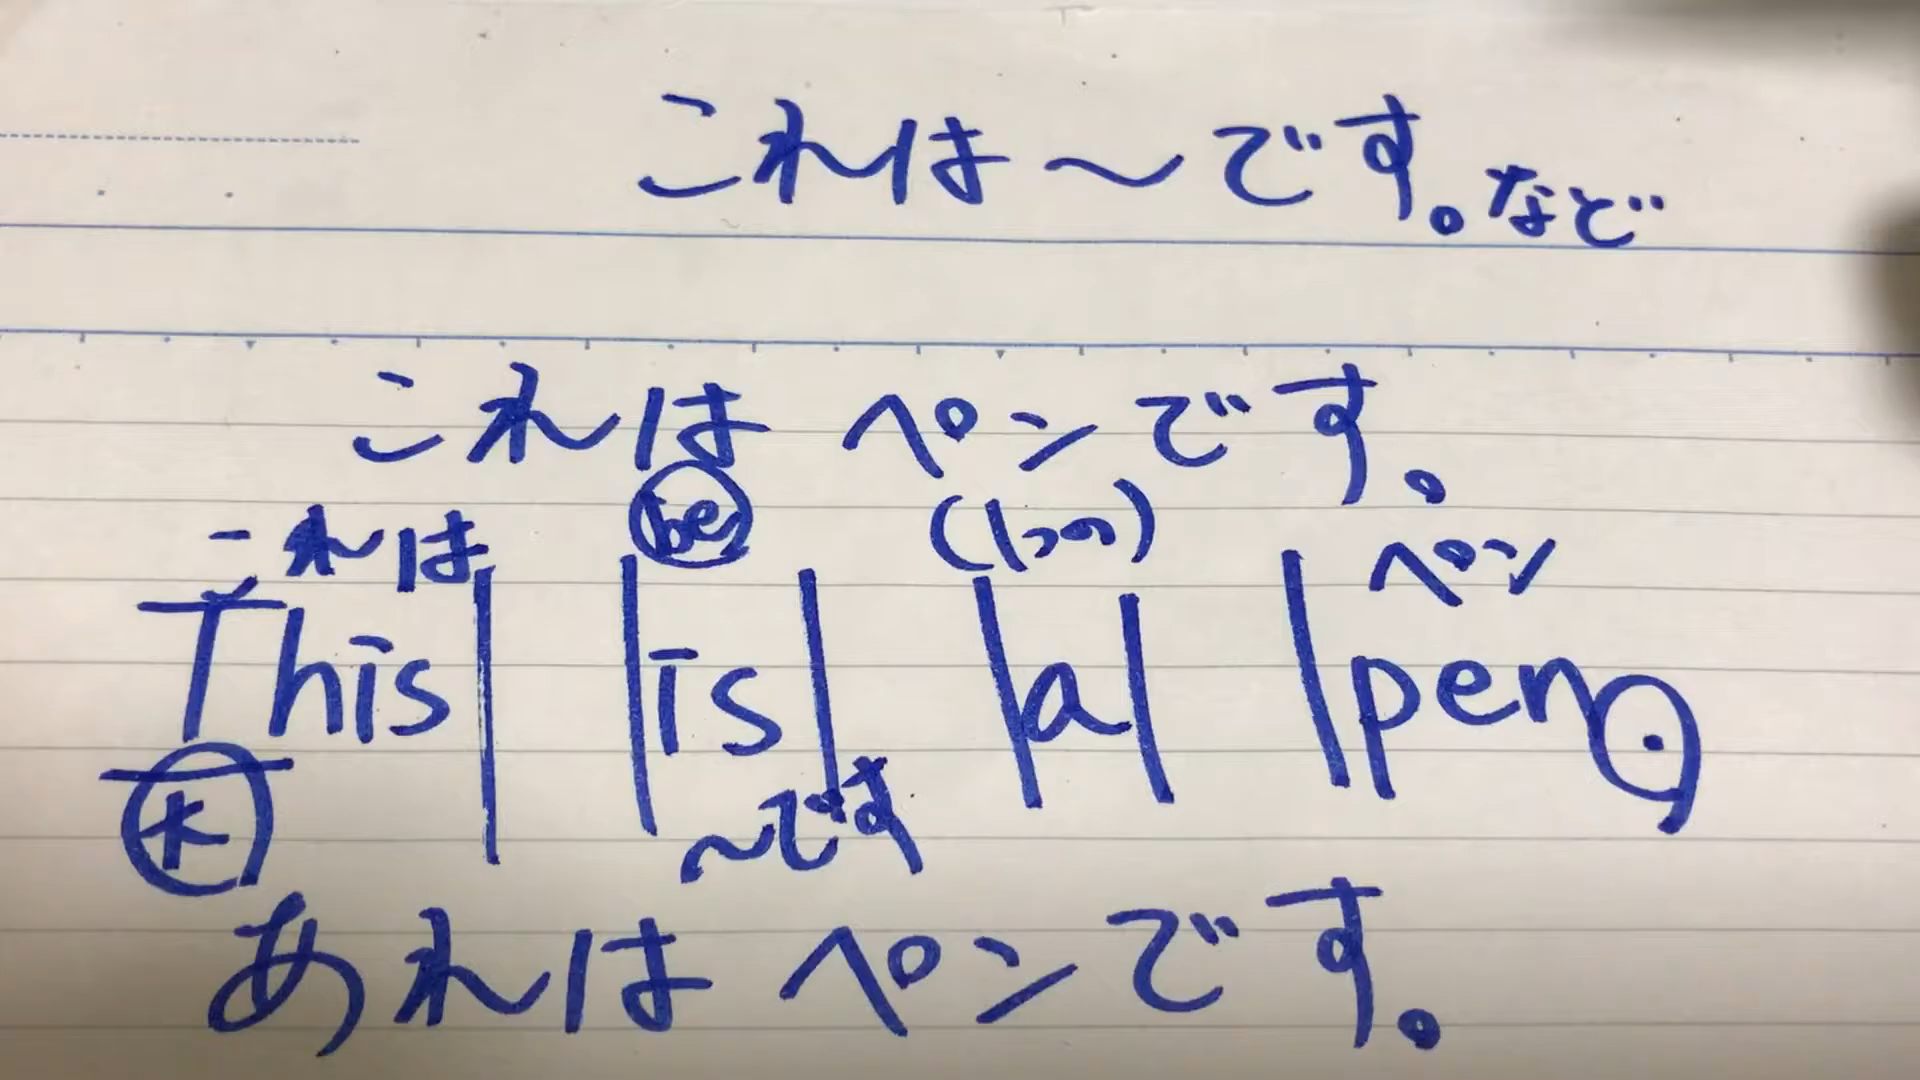 これは～です。など
これは ペンです。
これは be (1つの) ペン
This is a pen.
大 ～です
あれは ペンです。